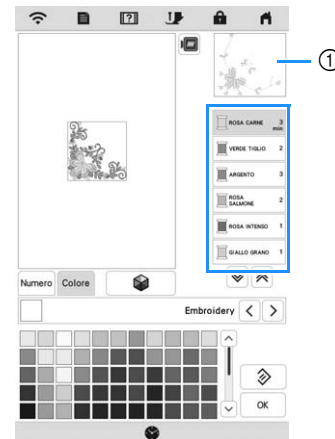 ①
ROSA CARNE 3
min
VERDE TIGLIO 2
ARGENTO 3
ROSA
SALMONE 2
ROSA INTENSO 1
GIALLO GRANO 1
Numero Colore
Embroidery
OK